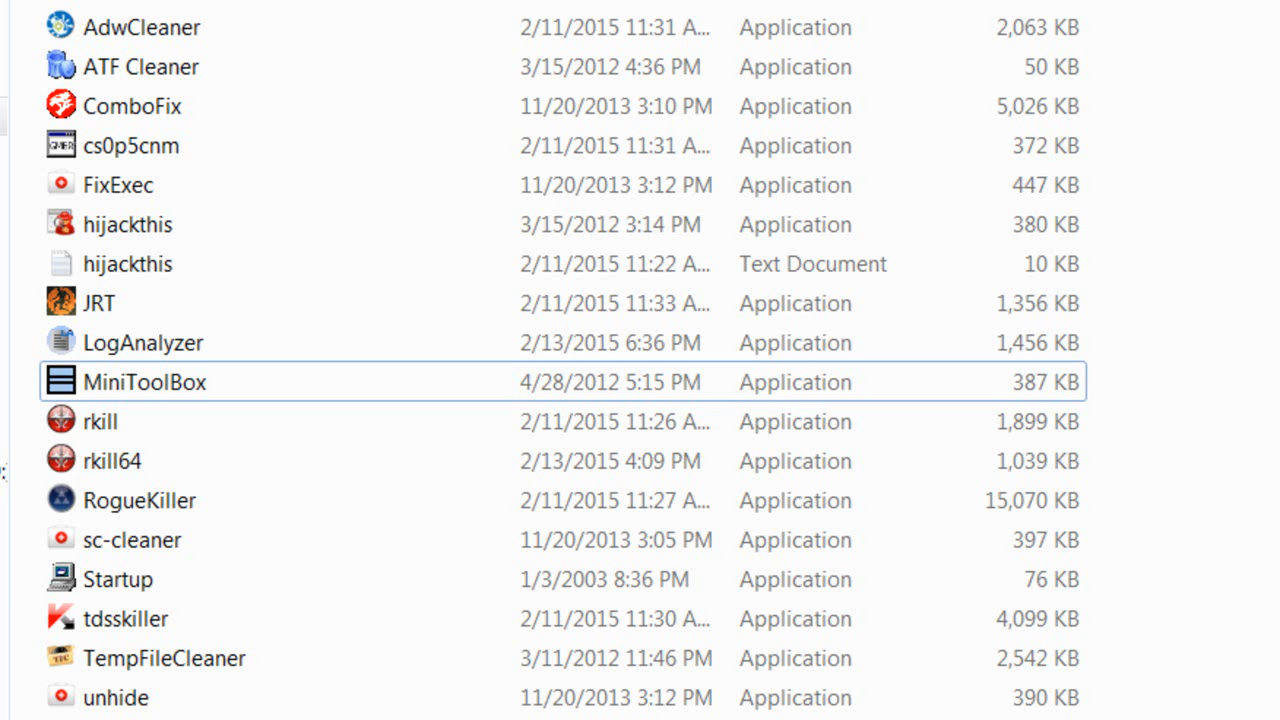 AdwCleaner 2/11/2015 11:31 A... Application 2,063 KB
ATF Cleaner 3/15/2012 4:36 PM Application 50 KB
ComboFix 11/20/2013 3:10 PM Application 5,026 KB
GMER cs0p5cnm 2/11/2015 11:31 A... Application 372 KB
FixExec 11/20/2013 3:12 PM Application 447 KB
hijackthis 3/15/2012 3:14 PM Application 380 KB
hijackthis 2/11/2015 11:22 A... Text Document 10 KB
JRT 2/11/2015 11:33 A... Application 1,356 KB
LogAnalyzer 2/13/2015 6:36 PM Application 1,456 KB
MiniToolBox 4/28/2012 5:15 PM Application 387 KB
rkill 2/11/2015 11:26 A... Application 1,899 KB
rkill64 2/13/2015 4:09 PM Application 1,039 KB
RogueKiller 2/11/2015 11:27 A... Application 15,070 KB
sc-cleaner 11/20/2013 3:05 PM Application 397 KB
Startup 1/3/2003 8:36 PM Application 76 KB
tdsskiller 2/11/2015 11:30 A... Application 4,099 KB
TempFileCleaner 3/11/2012 11:46 PM Application 2,542 KB
unhide 11/20/2013 3:12 PM Application 390 KB